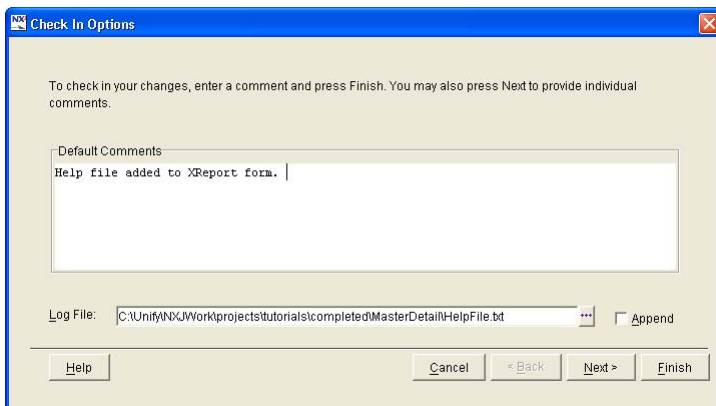 NXJ
Check In Options
To check in your changes, enter a comment and press Finish. You may also press Next to provide individual
comments.
Default Comments
Help file added to XReport form.
Log File: C:\Unify\NXJWork\projects\tutorials\completed\MasterDetail\HelpFile.txt ... Append
Help Cancel < Back Next > Finish